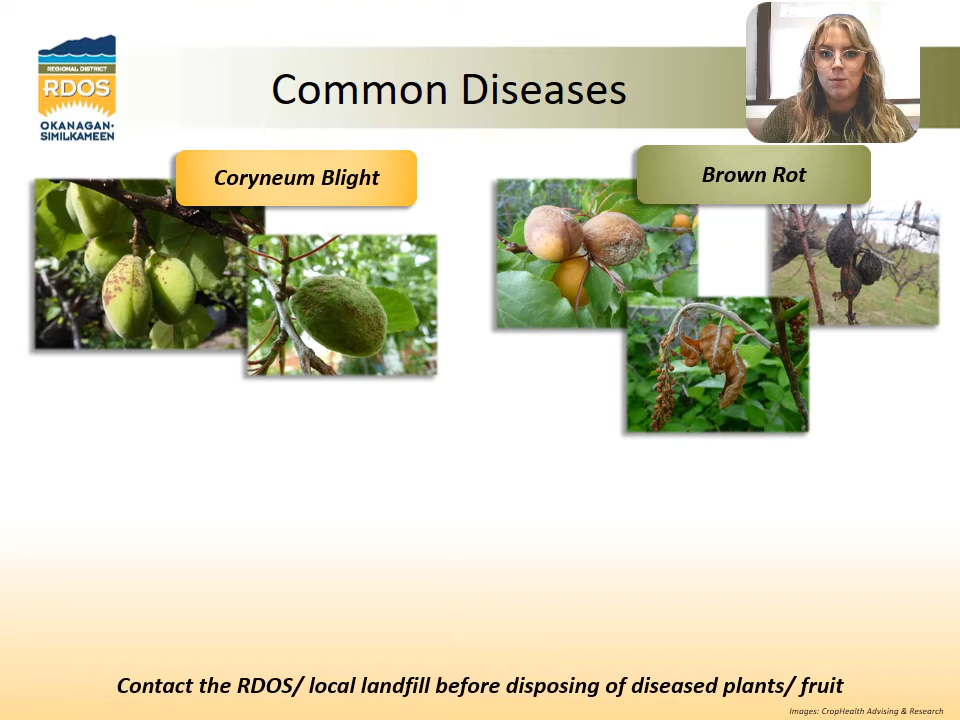 REGIONAL DISTRICT
RDOS
OKANAGAN-
SIMILKAMEEN
Common Diseases
Coryneum Blight
Brown Rot
Contact the RDOS/ local landfill before disposing of diseased plants/ fruit
Images: CropHealth Advising & Research